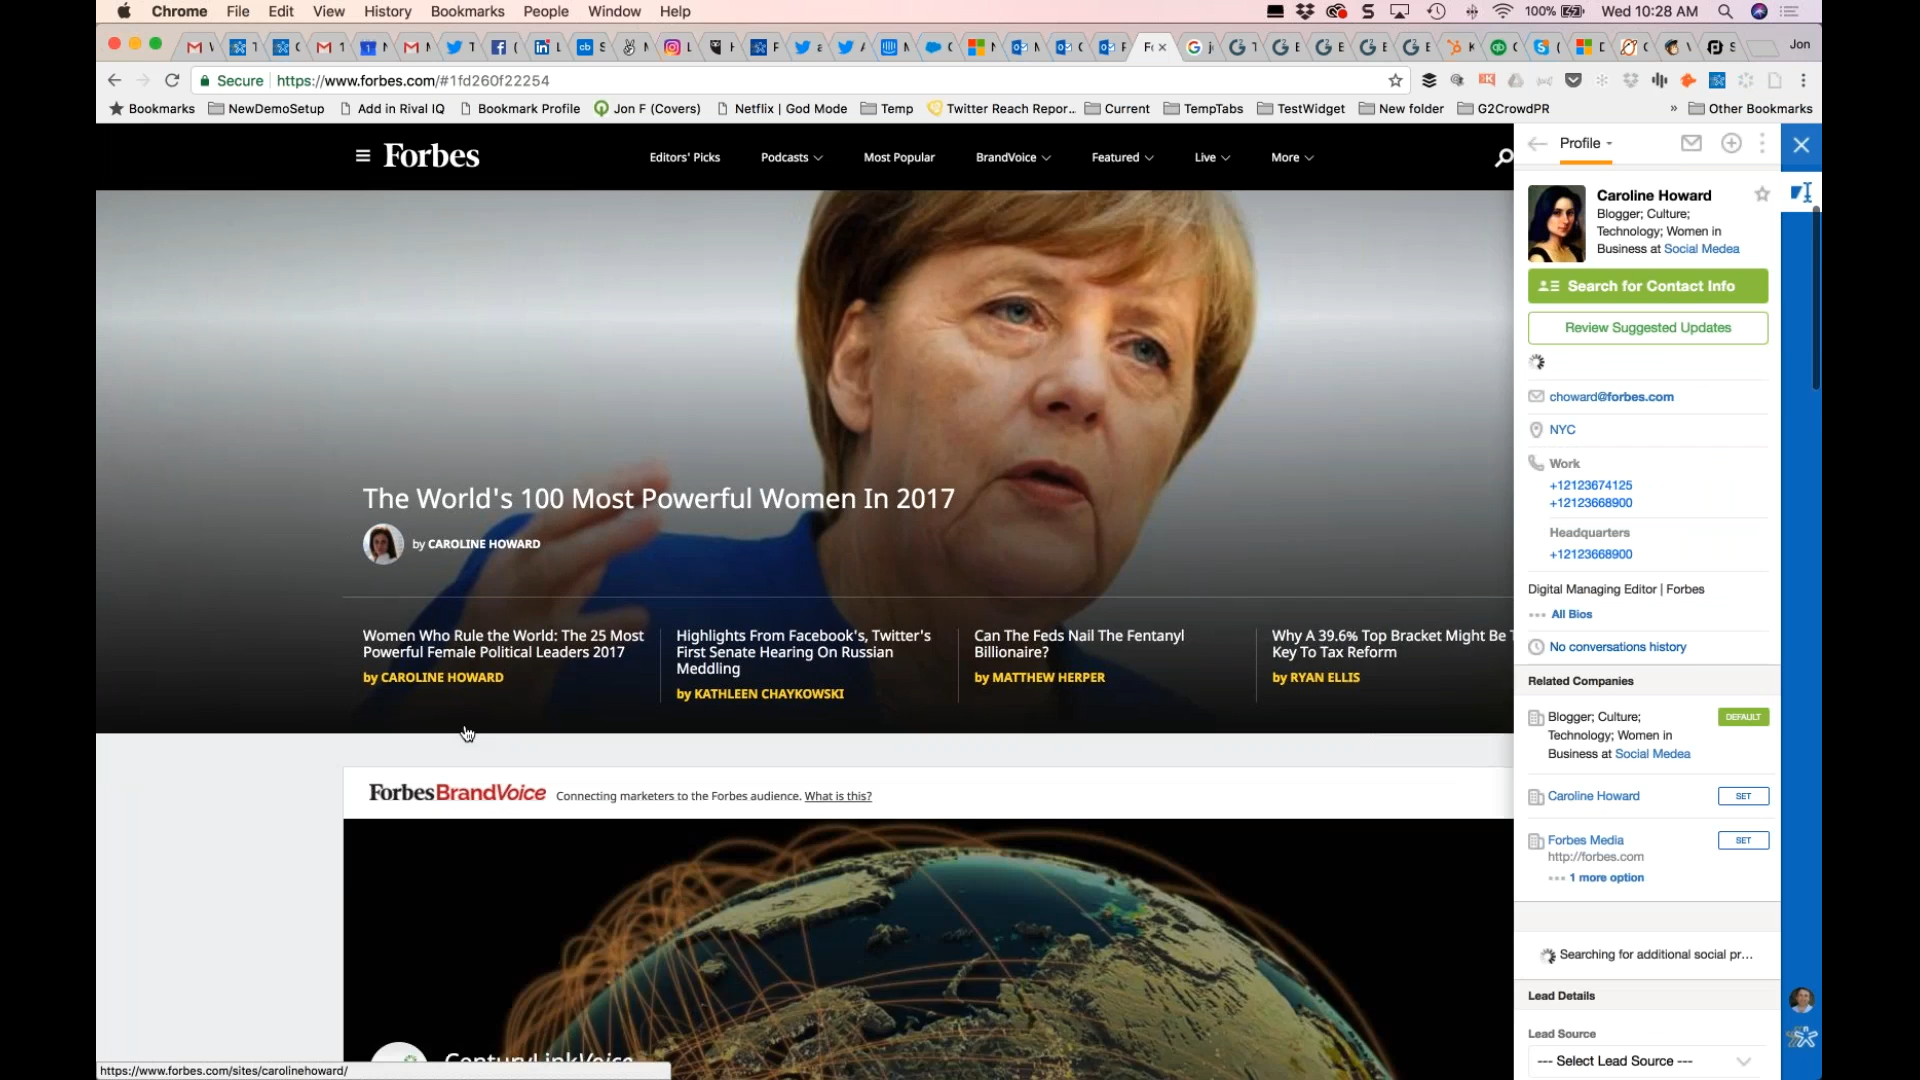 Chrome File Edit View History Bookmarks People Window Help
100% Wed 10:28 AM
Jon
Secure https://www.forbes.com/#1fd260f22254
Bookmarks NewDemoSetup Add in Rival IQ Bookmark Profile Jon F (Covers) Netflix | God Mode Temp Twitter Reach Repor... Current TempTabs TestWidget New folder G2CrowdPR » Other Bookmarks
Forbes
Editors' Picks Podcasts Most Popular BrandVoice Featured Live More
The World's 100 Most Powerful Women In 2017
by CAROLINE HOWARD
Women Who Rule the World: The 25 Most
Powerful Female Political Leaders 2017
by CAROLINE HOWARD
Highlights From Facebook's, Twitter's
First Senate Hearing On Russian
Meddling
by KATHLEEN CHAYKOWSKI
Can The Feds Nail The Fentanyl
Billionaire?
by MATTHEW HERPER
Why A 39.6% Top Bracket Might Be
Key To Tax Reform
by RYAN ELLIS
ForbesBrandVoice Connecting marketers to the Forbes audience. What is this?
CenturyLinkVoice
https://www.forbes.com/sites/carolinehoward/
Profile
Caroline Howard
Blogger; Culture;
Technology; Women in
Business at Social Medea
Search for Contact Info
Review Suggested Updates
choward@forbes.com
NYC
Work
+12123674125
+12123668900
Headquarters
+12123668900
Digital Managing Editor | Forbes
All Bios
No conversations history
Related Companies
Blogger; Culture;
Technology; Women in
Business at Social Medea
DEFAULT
Caroline Howard SET
Forbes Media SET
http://forbes.com
1 more option
Searching for additional social pr...
Lead Details
Lead Source
--- Select Lead Source ---